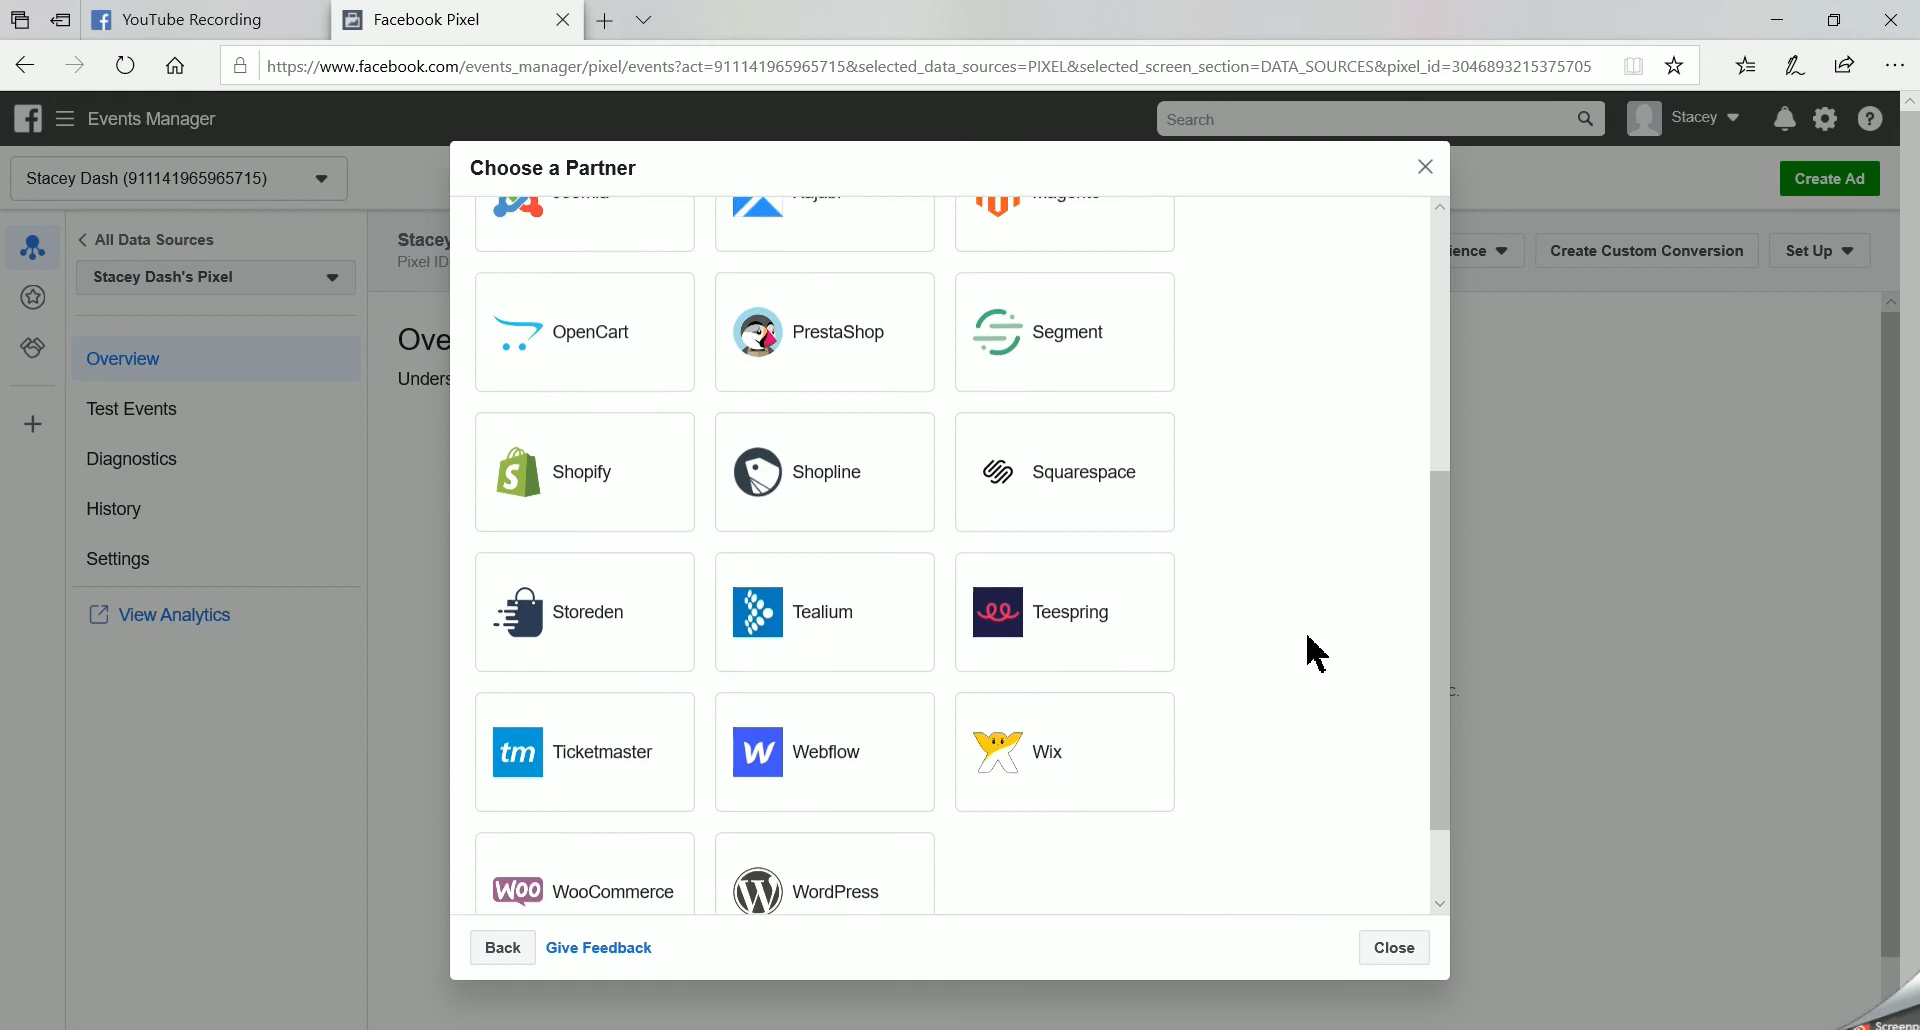 YouTube Recording
Facebook Pixel
https://www.facebook.com/events_manager/pixel/events?act=911141965965715&selected_data_sources=PIXEL&selected_screen_section=DATA_SOURCES&pixel_id=3046893215375705
Events Manager
Search
Stacey
Stacey Dash (911141965965715)
Create Ad
Choose a Partner
All Data Sources
Stacey Dash's Pixel
Stacey
Pixel ID
ience
Create Custom Conversion
Set Up
Overview
Test Events
Diagnostics
History
Settings
View Analytics
Ove
Unders
OpenCart
PrestaShop
Segment
Shopify
Shopline
Squarespace
Storeden
Tealium
Teespring
tm Ticketmaster
Webflow
Wix
WOO WooCommerce
WordPress
c.
Back
Give Feedback
Close